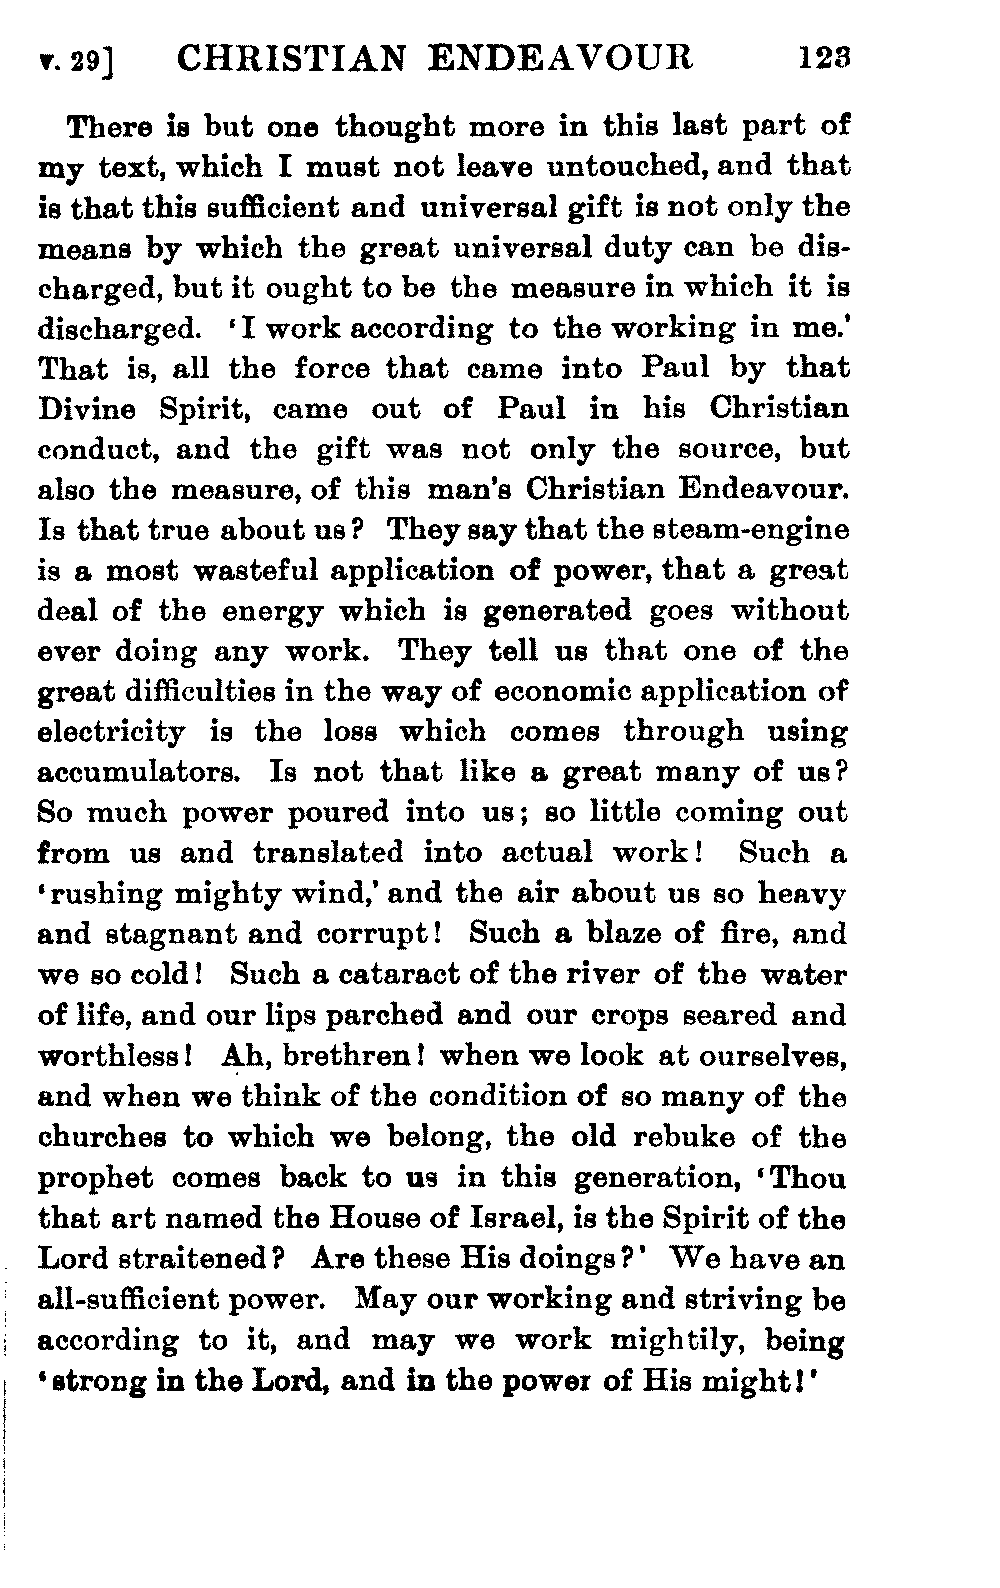 v. 29] CHRISTIAN ENDEAVOUR 123
There is but one thought more in this last part of
my text, which I must not leave untouched, and that
is that this sufficient and universal gift is not only the
means by which the great universal duty can be dis-
charged, but it ought to be the measure in which it is
discharged. 'I work according to the working in me.'
That is, all the force that came into Paul by that
Divine Spirit, came out of Paul in his Christian
conduct, and the gift was not only the source, but
also the measure, of this man's Christian Endeavour.
Is that true about us? They say that the steam-engine
is a most wasteful application of power, that a great
deal of the energy which is generated goes without
ever doing any work. They tell us that one of the
great difficulties in the way of economic application of
electricity is the loss which comes through using
accumulators. Is not that like a great many of us?
So much power poured into us; so little coming out
from us and translated into actual work! Such a
'rushing mighty wind,' and the air about us so heavy
and stagnant and corrupt! Such a blaze of fire, and
we so cold! Such a cataract of the river of the water
of life, and our lips parched and our crops seared and
worthless! Ah, brethren! when we look at ourselves,
and when we think of the condition of so many of the
churches to which we belong, the old rebuke of the
prophet comes back to us in this generation, 'Thou
that art named the House of Israel, is the Spirit of the
Lord straitened? Are these His doings?' We have an
all-sufficient power. May our working and striving be
according to it, and may we work mightily, being
'strong in the Lord, and in the power of His might!'